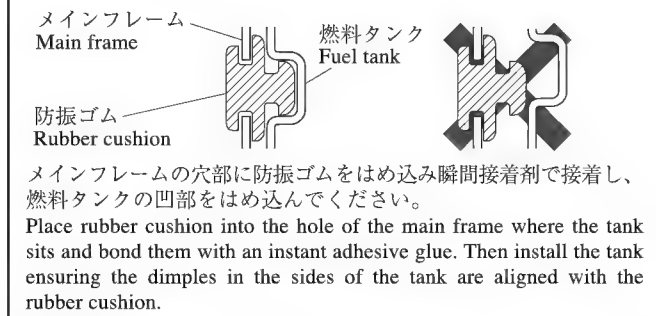 メインフレーム
Main frame
燃料タンク
Fuel tank
防振ゴム
Rubber cushion
メインフレームの穴部に防振ゴムをはめ込み瞬間接着剤で接着し、
燃料タンクの凹部をはめ込んでください。
Place rubber cushion into the hole of the main frame where the tank
sits and bond them with an instant adhesive glue. Then install the tank
ensuring the dimples in the sides of the tank are aligned with the
rubber cushion.